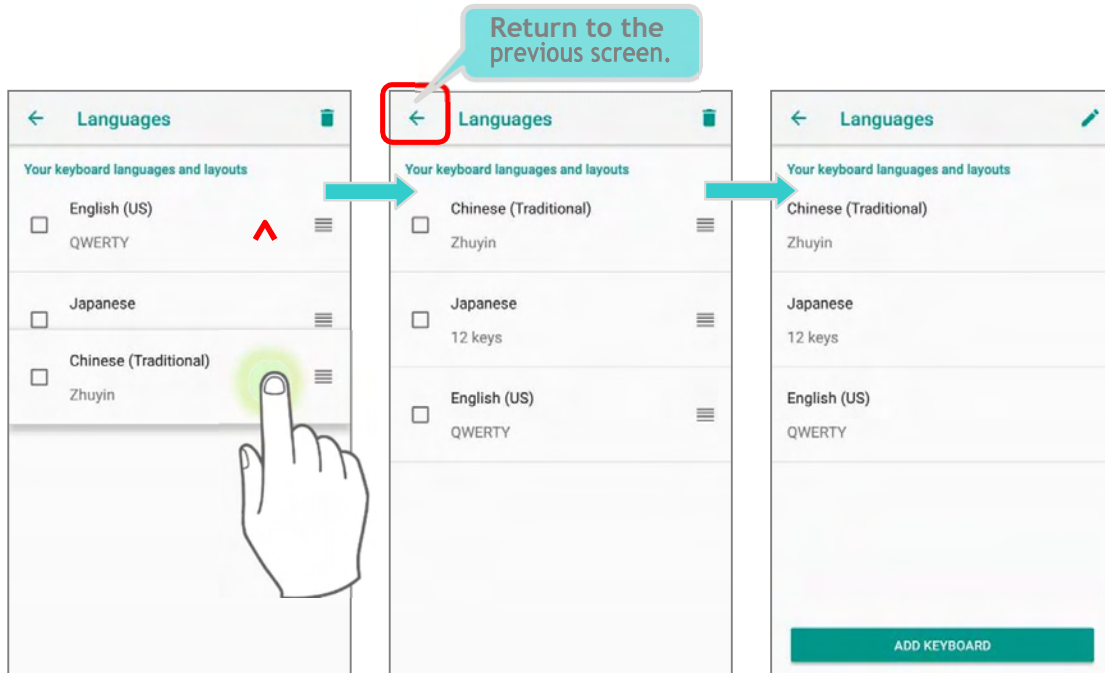 Return to the
previous screen.
Languages
Your keyboard languages and layouts
English (US)
QWERTY
Japanese
Chinese (Traditional)
Zhuyin
Languages
Your keyboard languages and layouts
Chinese (Traditional)
Zhuyin
Japanese
12 keys
English (US)
QWERTY
Languages
Your keyboard languages and layouts
Chinese (Traditional)
Zhuyin
Japanese
12 keys
English (US)
QWERTY
ADD KEYBOARD